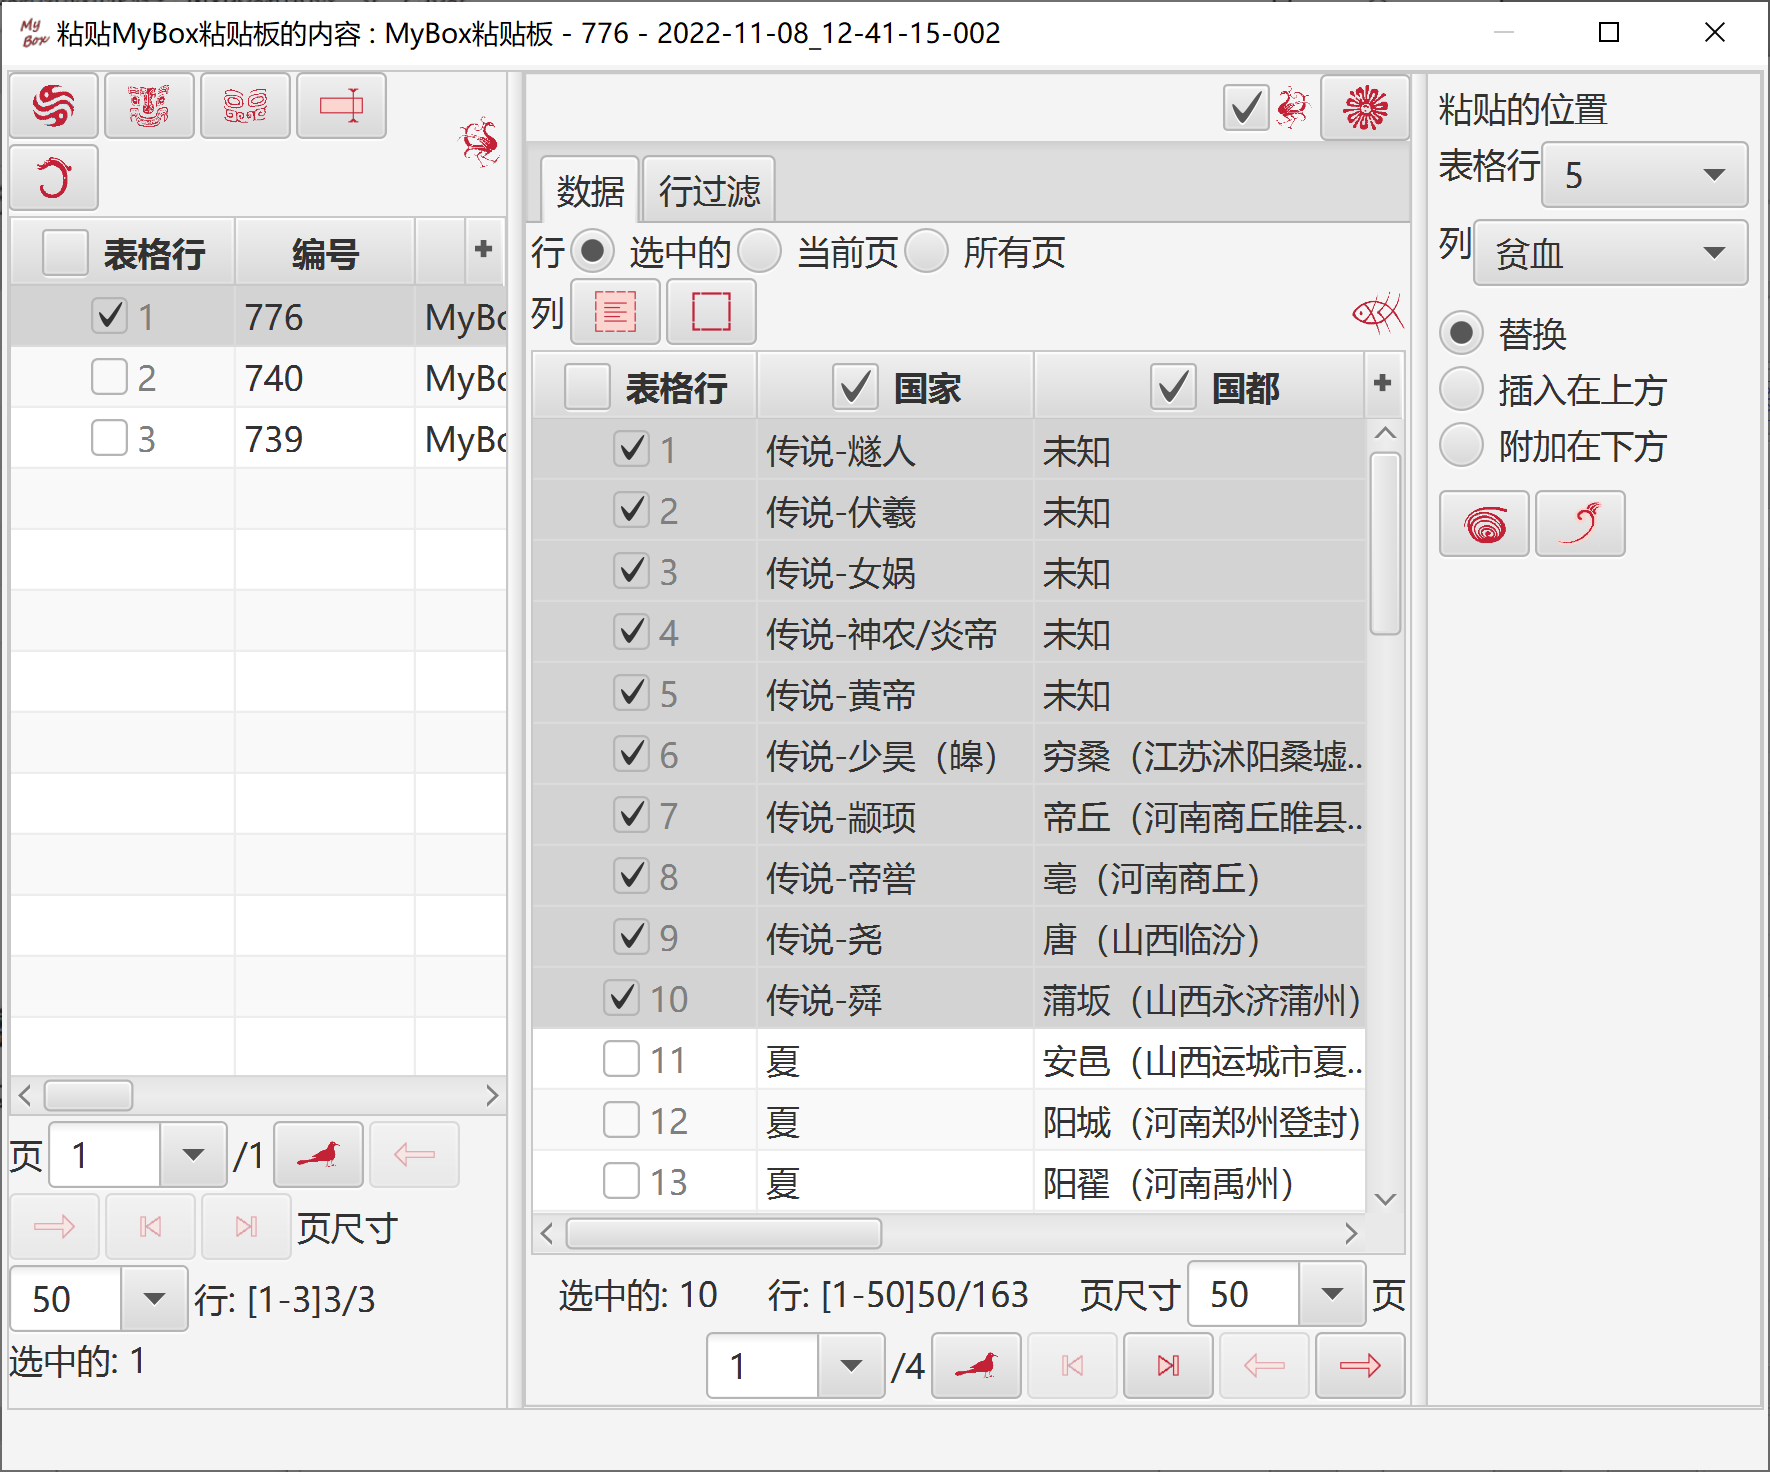 My Box 粘贴MyBox粘贴板的内容 : MyBox粘贴板 - 776 - 2022-11-08_12-41-15-002
表格行 编号 +
1 776 MyBo
2 740 MyBo
3 739 MyBo
页 1 /1
页尺寸
50 行: [1-3]3/3
选中的: 1
数据 行过滤
行 选中的 当前页 所有页
列
表格行 国家 国都 +
1 传说-燧人 未知
2 传说-伏羲 未知
3 传说-女娲 未知
4 传说-神农/炎帝 未知
5 传说-黄帝 未知
6 传说-少昊（皞） 穷桑（江苏沭阳桑墟..
7 传说-颛顼 帝丘（河南商丘睢县..
8 传说-帝喾 亳（河南商丘）
9 传说-尧 唐（山西临汾）
10 传说-舜 蒲坂（山西永济蒲州）
11 夏 安邑（山西运城市夏..
12 夏 阳城（河南郑州登封）
13 夏 阳翟（河南禹州）
选中的: 10 行: [1-50]50/163 页尺寸 50 页
1 /4
粘贴的位置
表格行 5
列 贫血
替换
插入在上方
附加在下方